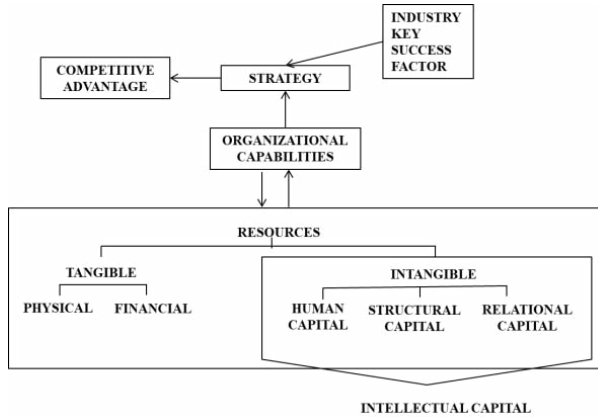 INDUSTRY
KEY
SUCCESS
FACTOR
COMPETITIVE
ADVANTAGE
STRATEGY
ORGANIZATIONAL
CAPABILITIES
RESOURCES
TANGIBLE
INTANGIBLE
PHYSICAL
FINANCIAL
HUMAN
CAPITAL
STRUCTURAL
CAPITAL
RELATIONAL
CAPITAL
INTELLECTUAL CAPITAL